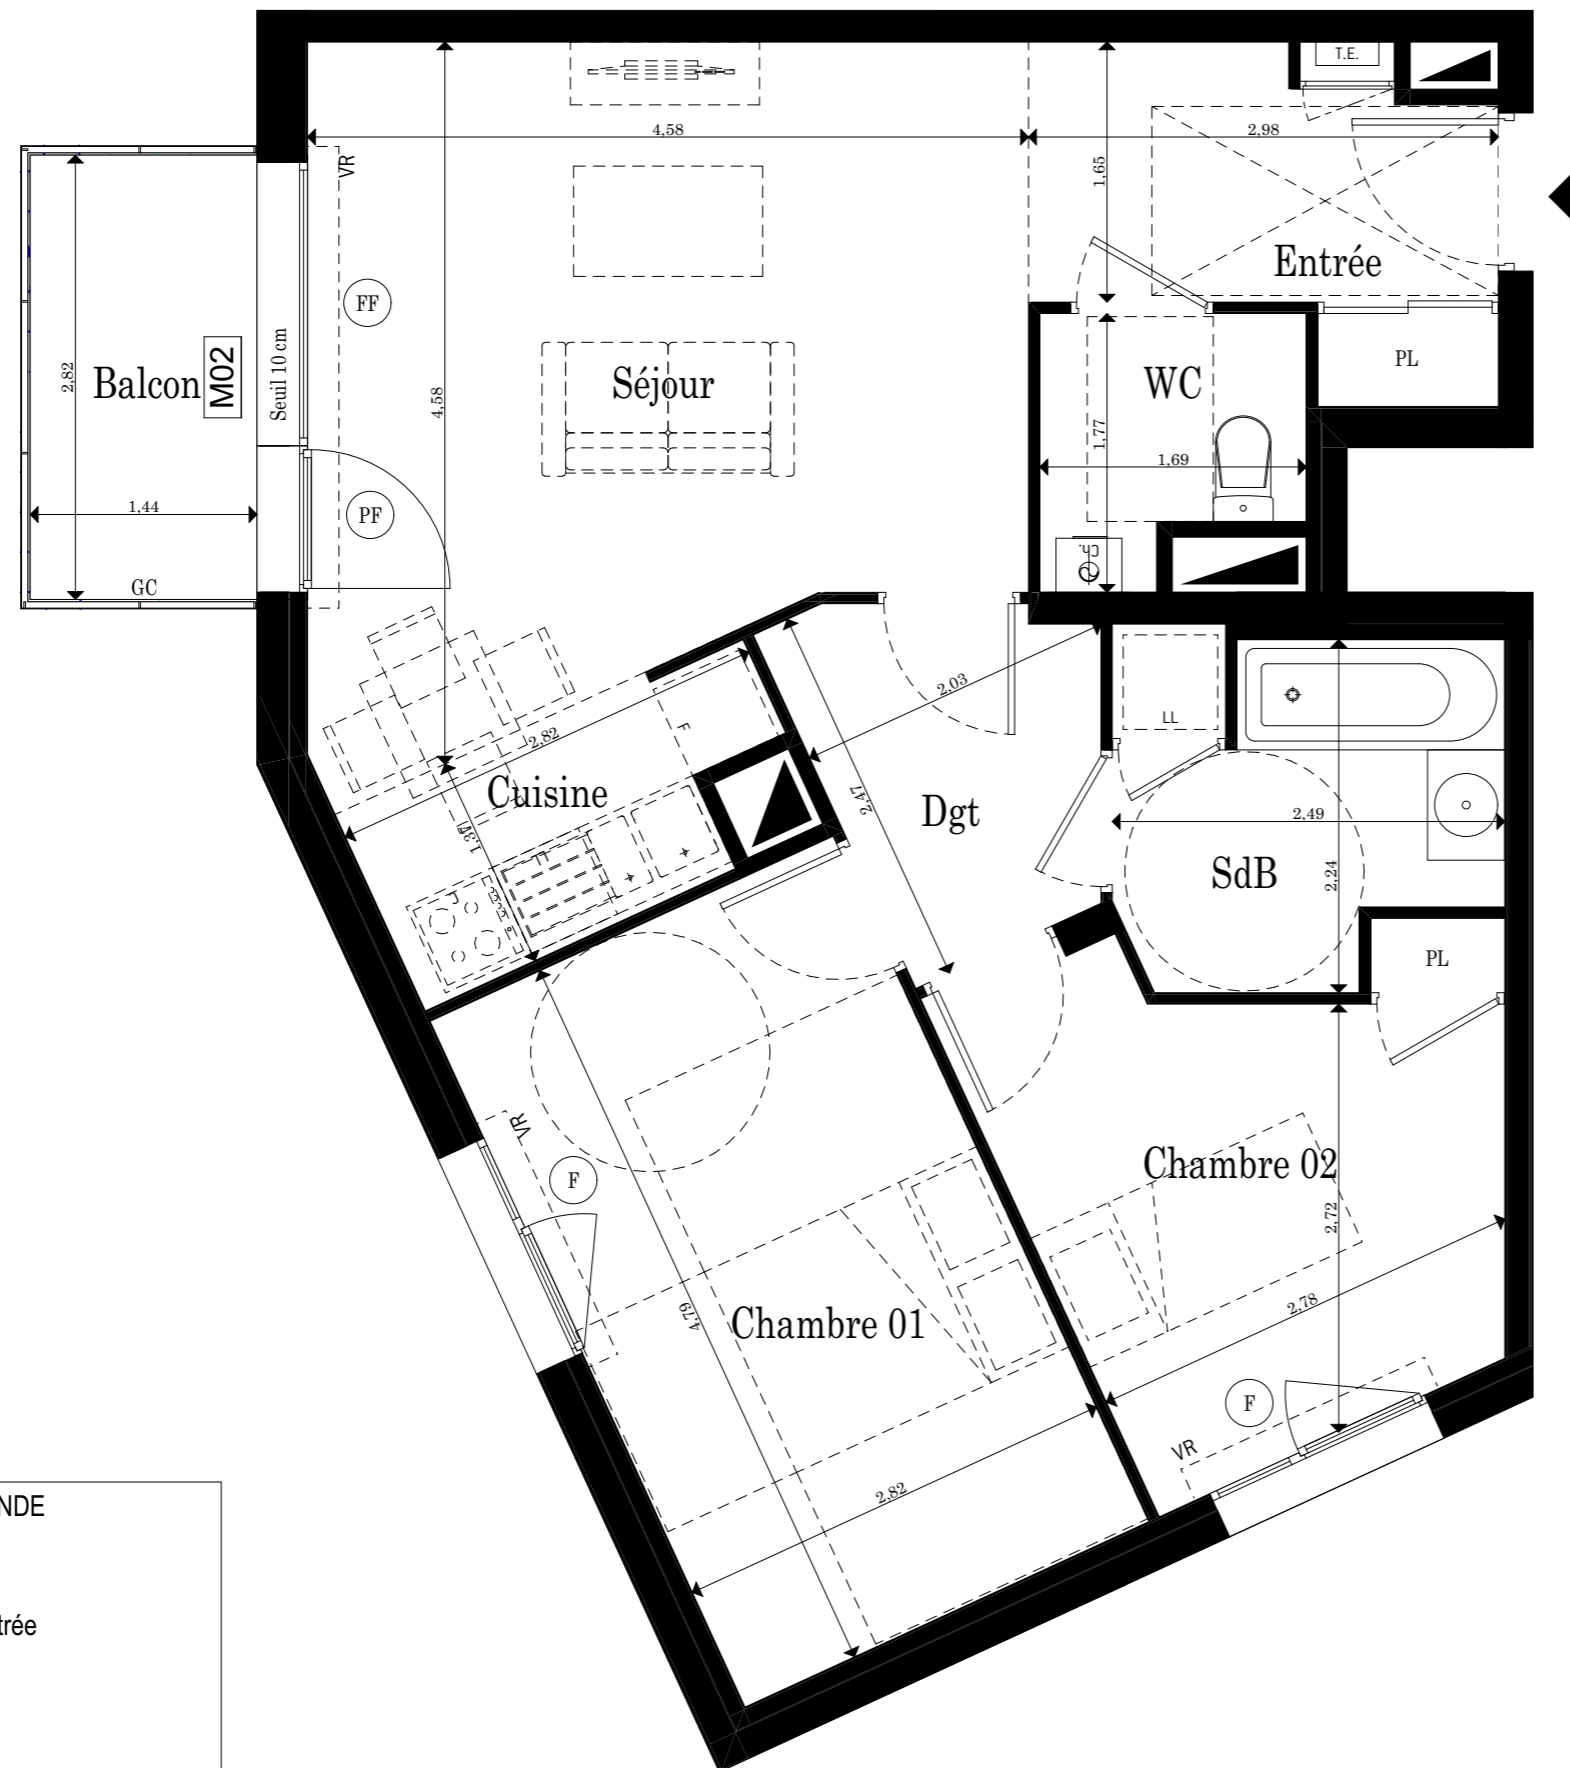 T.E.
4,58
2,98
VR
1,65
Entrée
FF
PL
Balcon
M02
Seuil 10 cm
Séjour
WC
2,82
4,58
1,77
1,69
1,44
PF
Ch.
GC
2,03
LL
2,82
F
Cuisine
2,47
Dgt
2,49
1,37
SdB
2,24
PL
VR
F
Chambre 02
2,72
4,79
Chambre 01
2,78
F
VR
2,82
NDE
trée